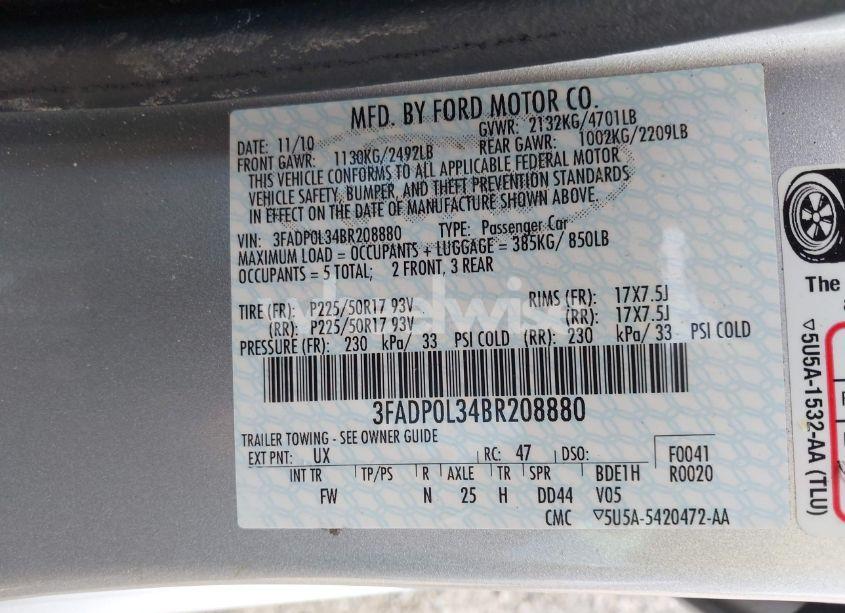 MFD. BY FORD MOTOR CO.
DATE: 11/10 GVWR: 2132KG/4701LB
FRONT GAWR: 1130KG/2492LB REAR GAWR: 1002KG/2209LB
THIS VEHICLE CONFORMS TO ALL APPLICABLE FEDERAL MOTOR
VEHICLE SAFETY, BUMPER, AND THEFT PREVENTION STANDARDS
IN EFFECT ON THE DATE OF MANUFACTURE SHOWN ABOVE.
VIN: 3FADP0L34BR208880 TYPE: Passenger Car
MAXIMUM LOAD = OCCUPANTS + LUGGAGE = 385KG/ 850LB
OCCUPANTS = 5 TOTAL; 2 FRONT, 3 REAR
TIRE (FR): P225/50R17 93V RIMS (FR): 17X7.5J
(RR): P225/50R17 93V (RR): 17X7.5J
PRESSURE (FR): 230 kPa/ 33 PSI COLD (RR): 230 kPa/ 33 PSI COLD
3FADP0L34BR208880
TRAILER TOWING - SEE OWNER GUIDE
EXT PNT: UX RC: 47 DSO: F0041
INT TR TP/PS R AXLE TR SPR BDE1H R0020
FW N 25 H DD44 V05
CMC ▽5U5A-5420472-AA
The
▽5U5A-1532-AA (TLU)